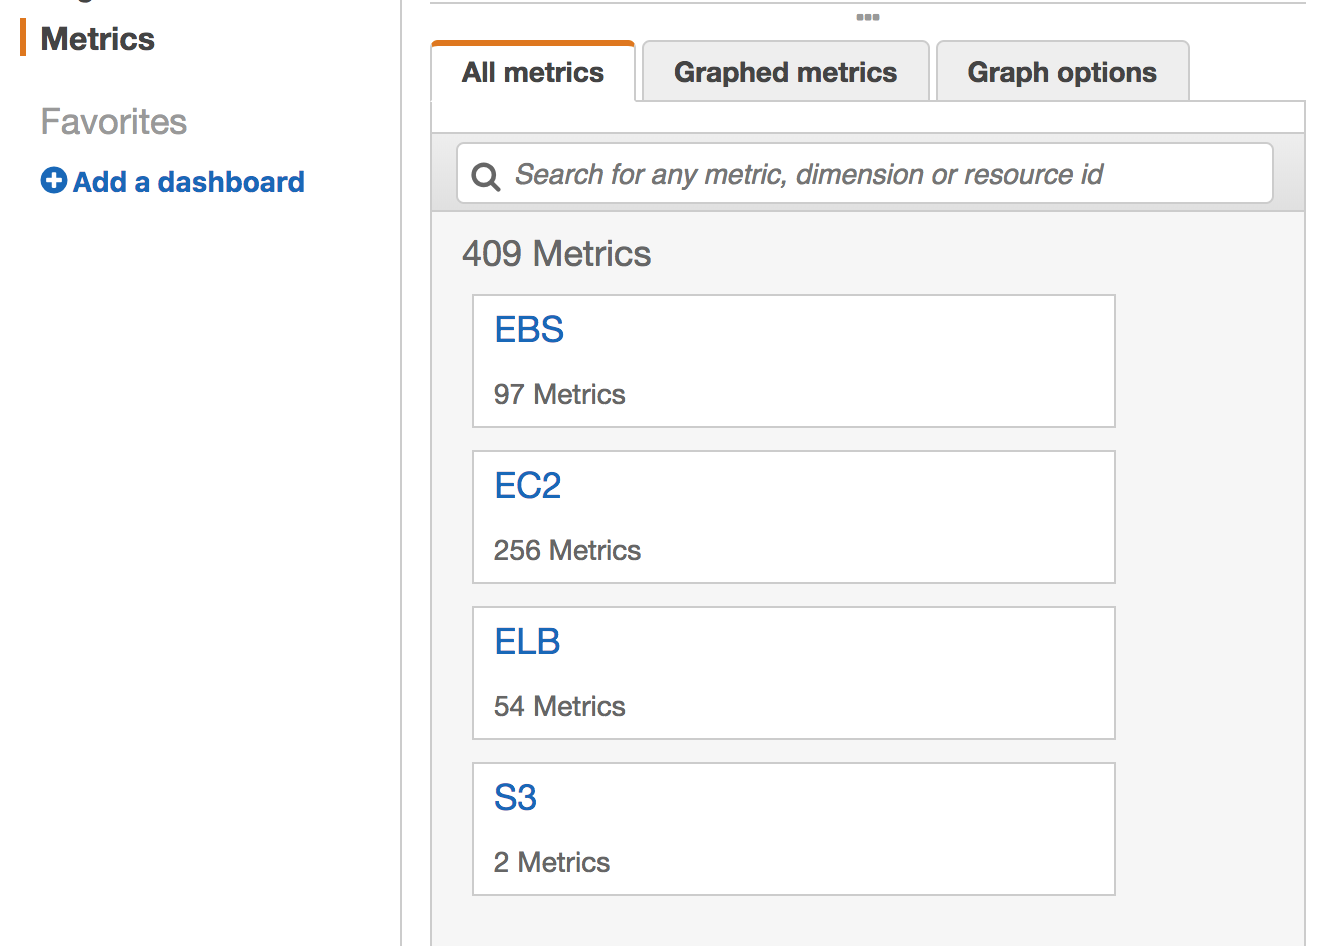 Metrics
Favorites
Add a dashboard
All metrics
Graphed metrics
Graph options
Search for any metric, dimension or resource id
409 Metrics
EBS
97 Metrics
EC2
256 Metrics
ELB
54 Metrics
S3
2 Metrics